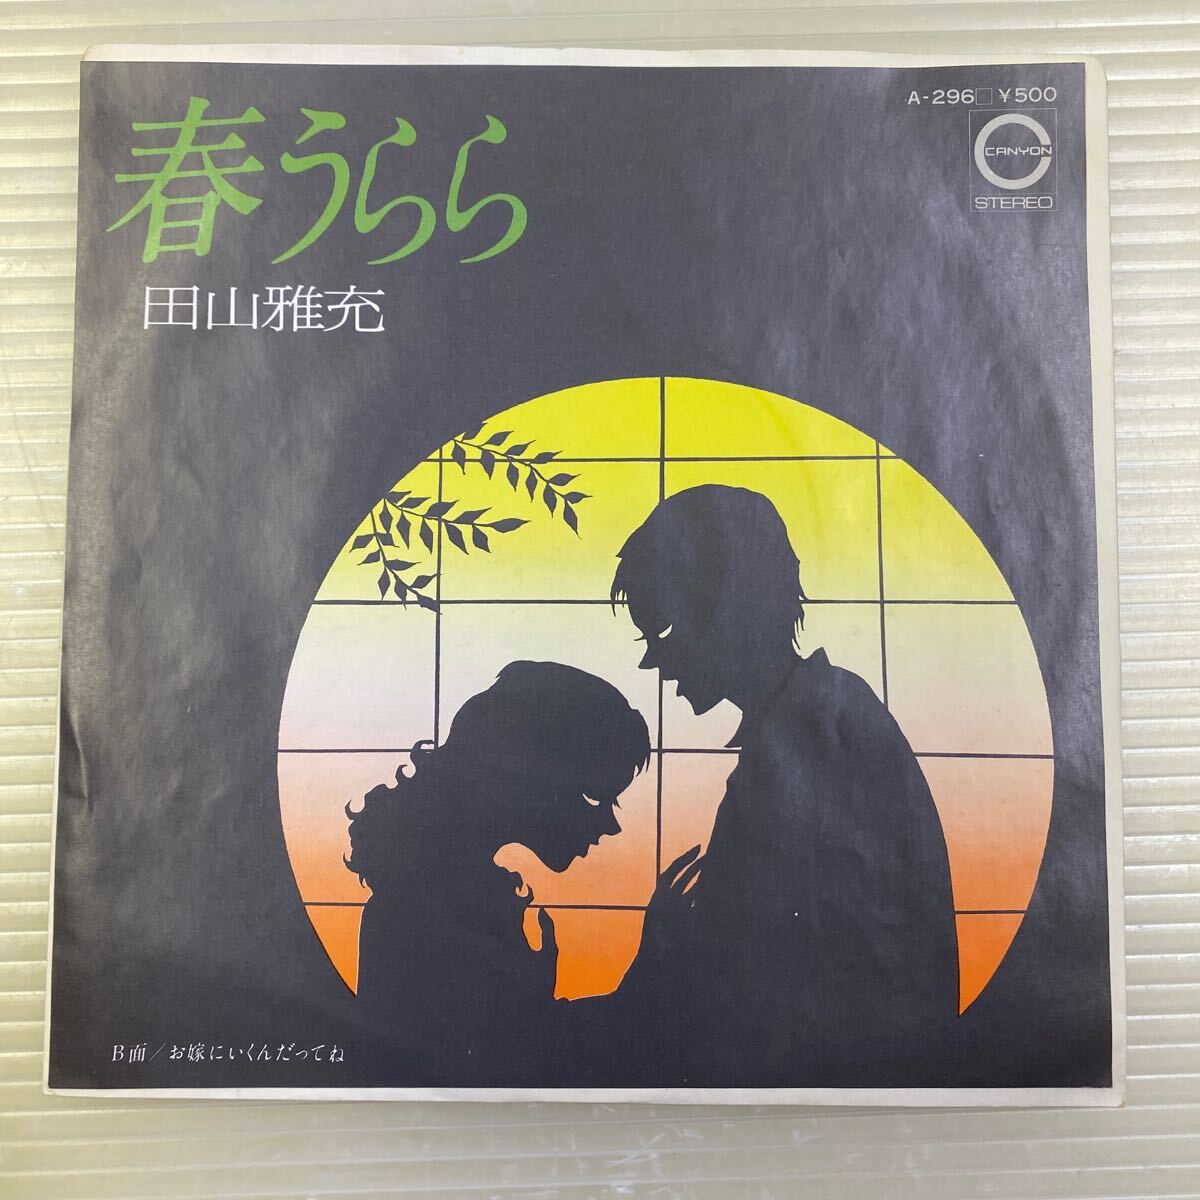 春うらら
田山雅充
A-296□ ¥500
CANYON
STEREO
B面/お嫁にいくんだってね